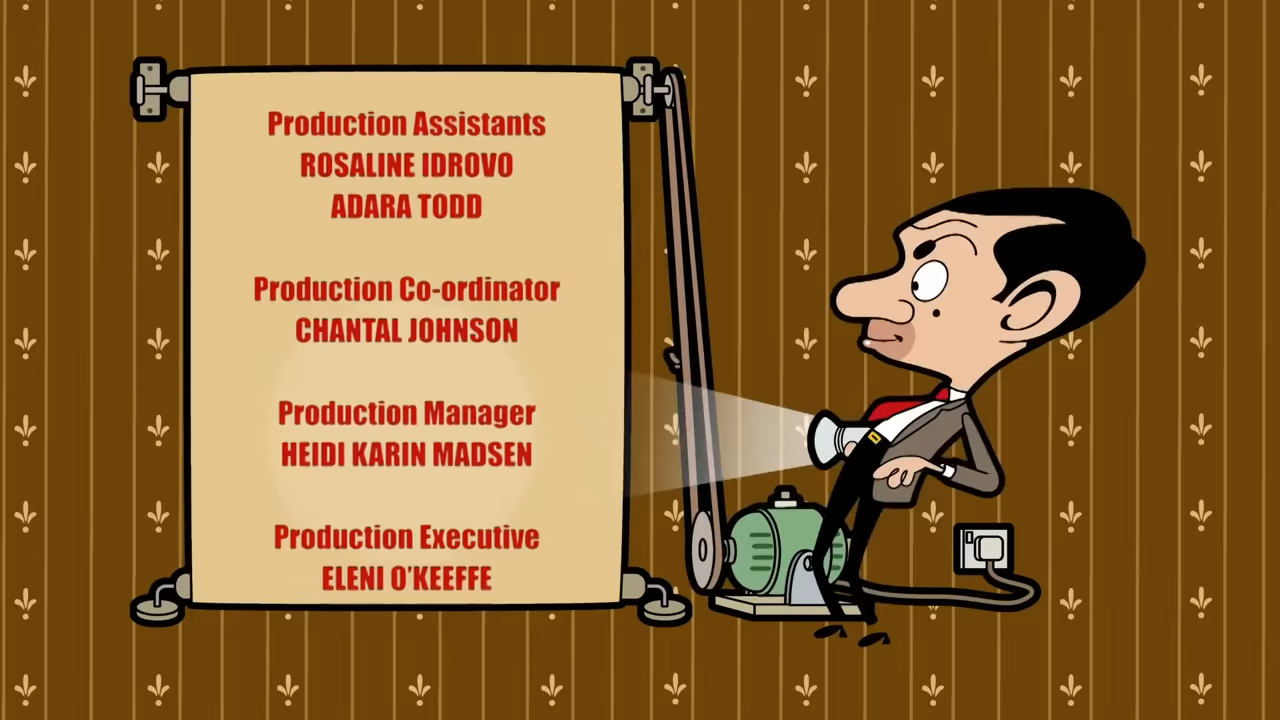 Production Assistants
ROSALINE IDROVO
ADARA TODD
Production Co-ordinator
CHANTAL JOHNSON
Production Manager
HEIDI KARIN MADSEN
Production Executive
ELENI O'KEEFFE